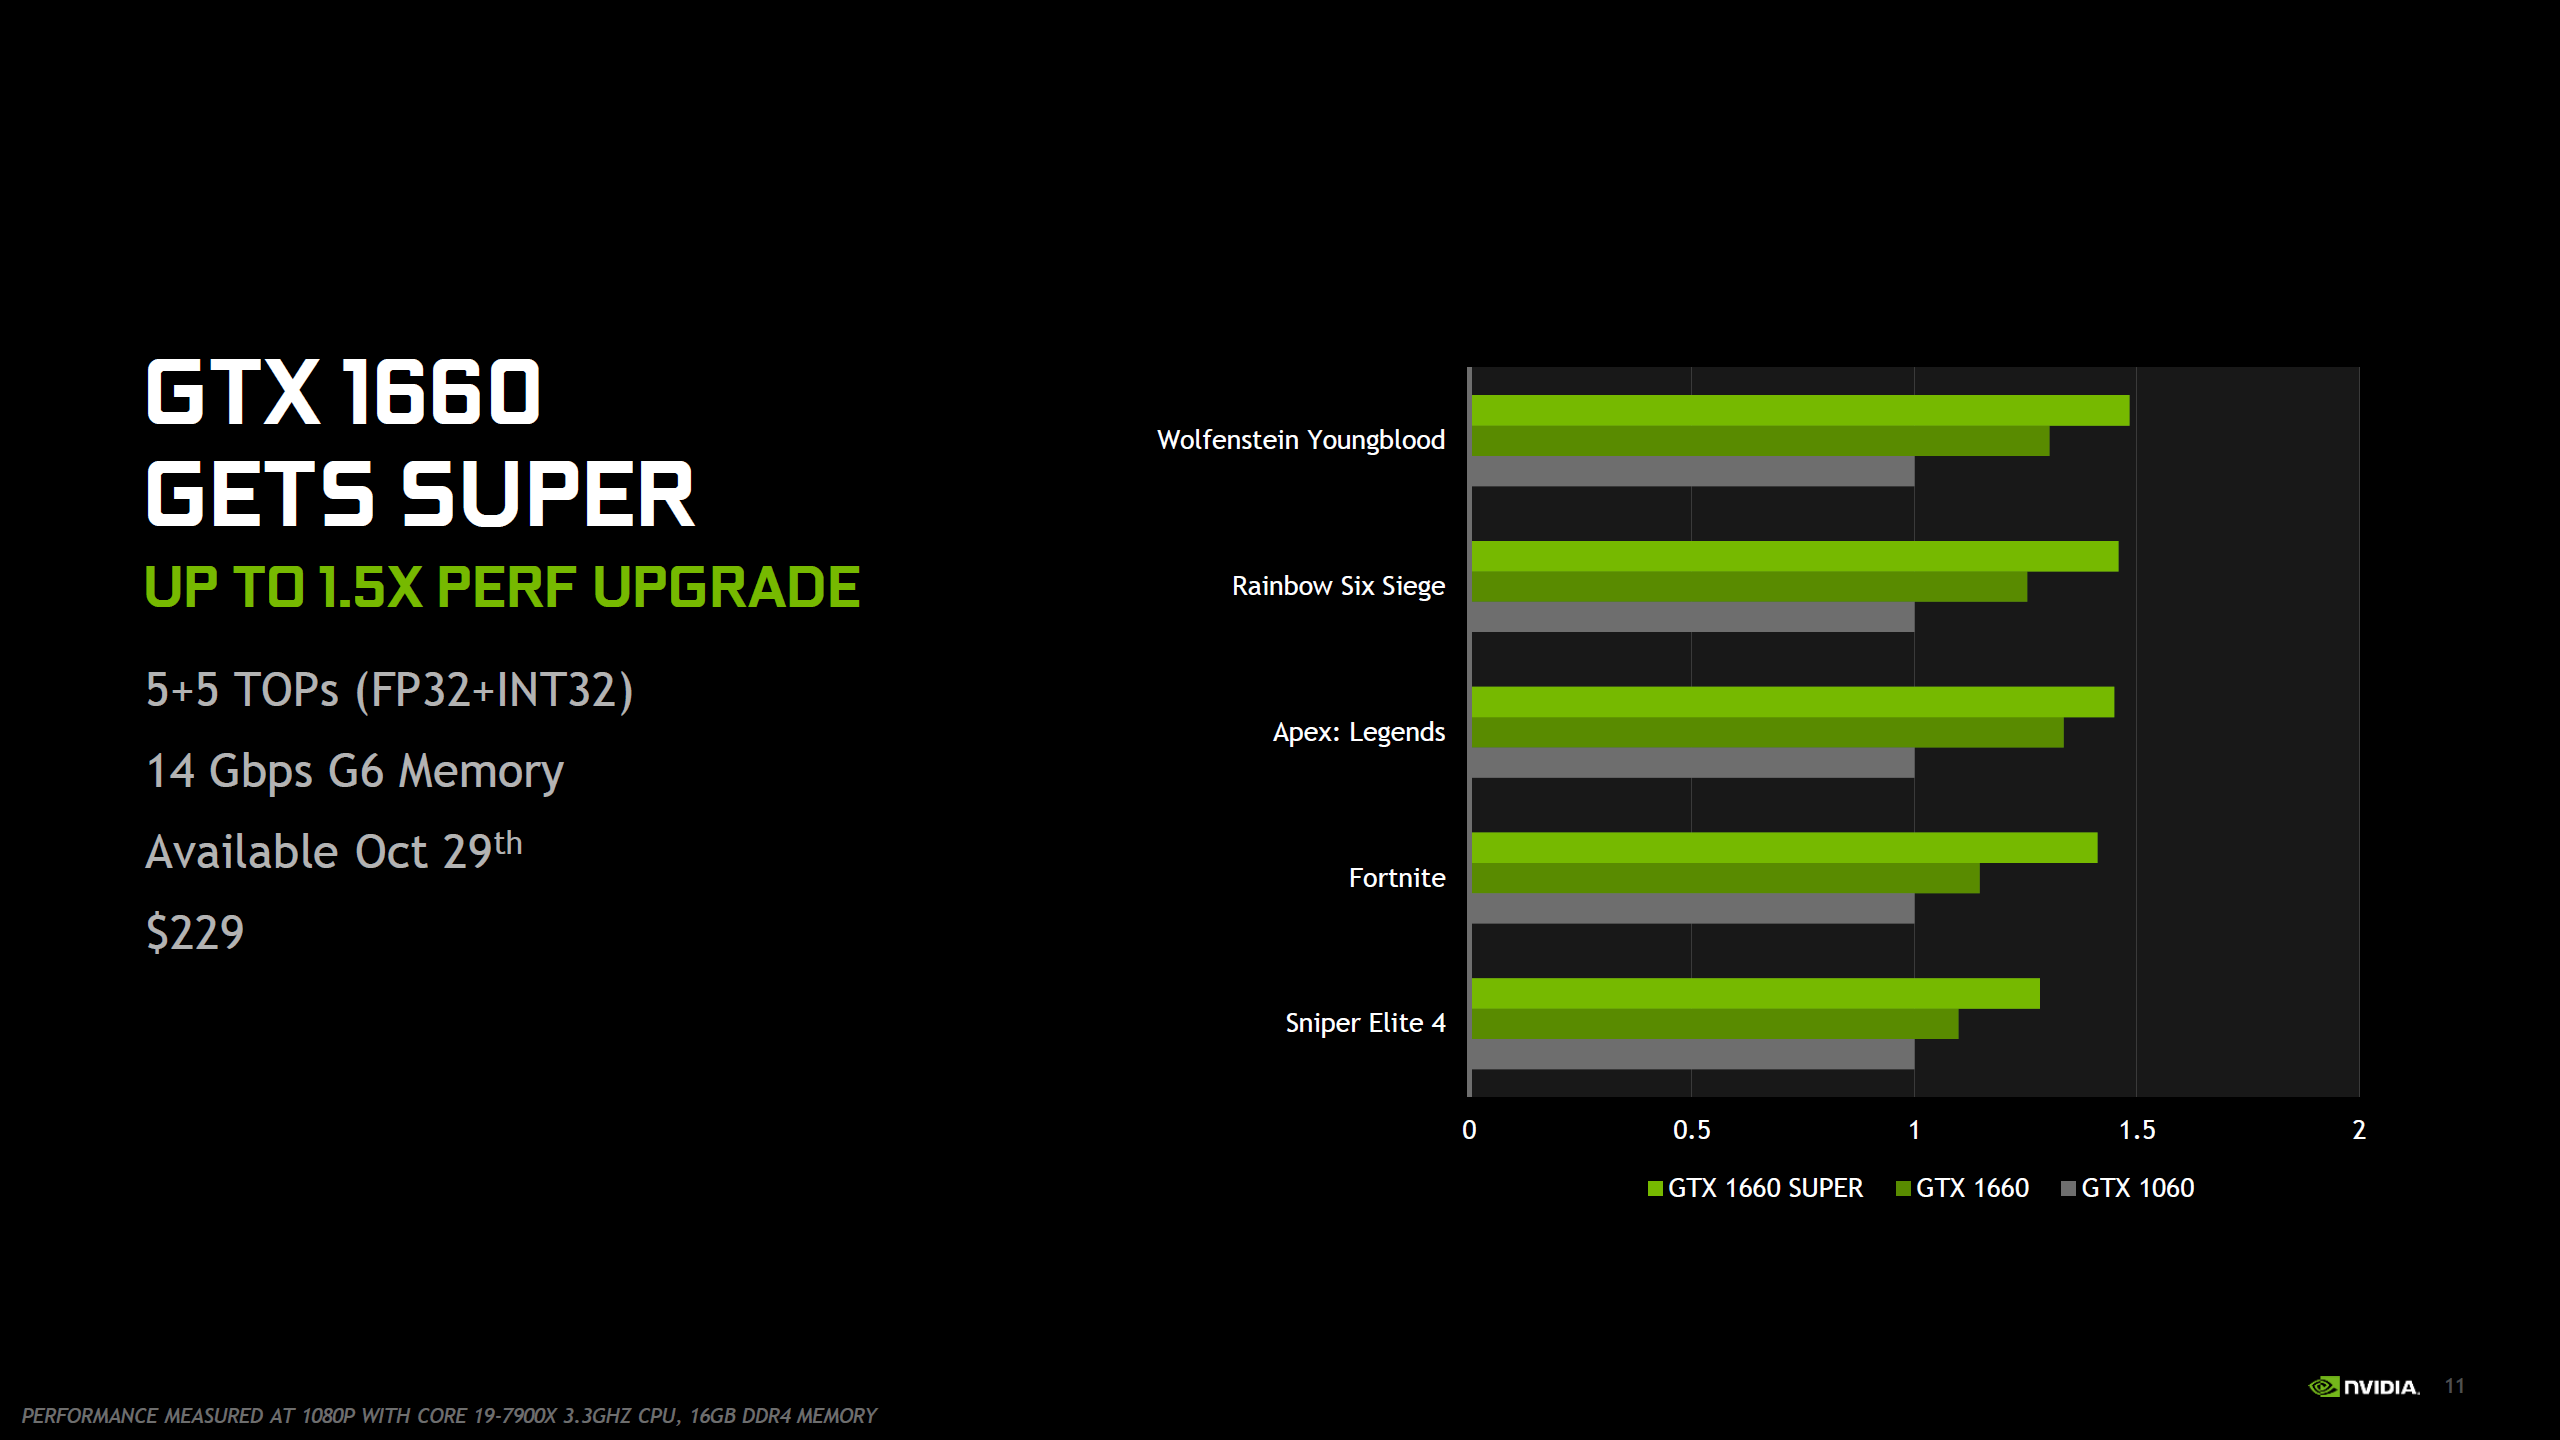 GTX 1660
GETS SUPER
UP TO 1.5X PERF UPGRADE
5+5 TOPs (FP32+INT32)
14 Gbps G6 Memory
Available Oct 29th
$229
Wolfenstein Youngblood
Rainbow Six Siege
Apex: Legends
Fortnite
Sniper Elite 4
0 0.5 1 1.5 2
GTX 1660 SUPER GTX 1660 GTX 1060
PERFORMANCE MEASURED AT 1080P WITH CORE 19-7900X 3.3GHZ CPU, 16GB DDR4 MEMORY
NVIDIA. 11